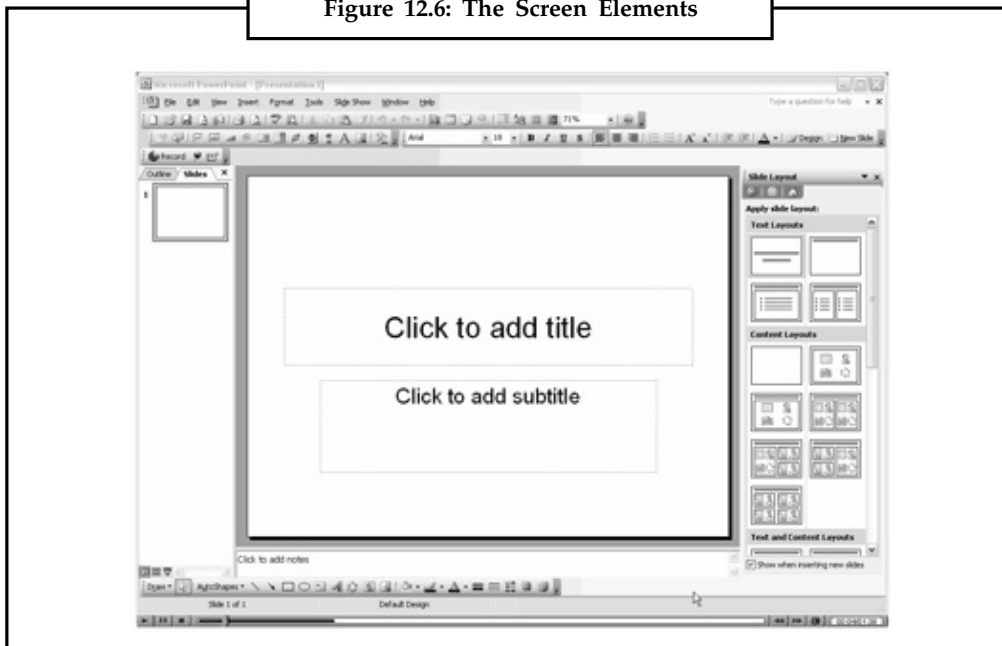 Figure 12.6: The Screen Elements
Microsoft PowerPoint - [Presentation1]
File Edit View Insert Format Tools Slide Show Window Help
Type a question for help
71%
Arial
18
B I U S
Design New Slide
Record
Outline Slides
Slide Layout
1
Apply slide layout:
Text Layouts
Click to add title
Content Layouts
Click to add subtitle
Text and Content Layouts
Click to add notes
Show when inserting new slides
Draw AutoShapes
Slide 1 of 1
Default Design